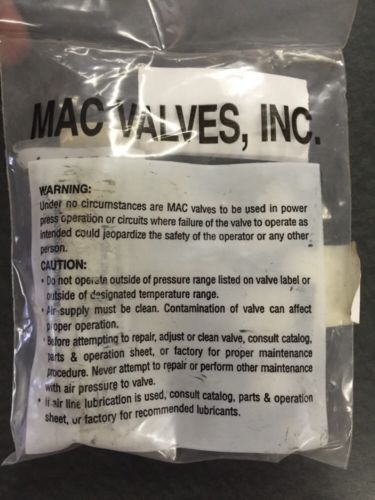 MAC VALVES, INC.
WARNING:
Under no circumstances are MAC valves to be used in power
press operation or circuits where failure of the valve to operate as
intended could jeopardize the safety of the operator or any other
person.
CAUTION:
• Do not operate outside of pressure range listed on valve label or
outside of designated temperature range.
• Air supply must be clean. Contamination of valve can affect
proper operation.
• Before attempting to repair, adjust or clean valve, consult catalog,
parts & operation sheet, or factory for proper maintenance
procedure. Never attempt to repair or perform other maintenance
with air pressure to valve.
• If air line lubrication is used, consult catalog, parts & operation
sheet, or factory for recommended lubricants.